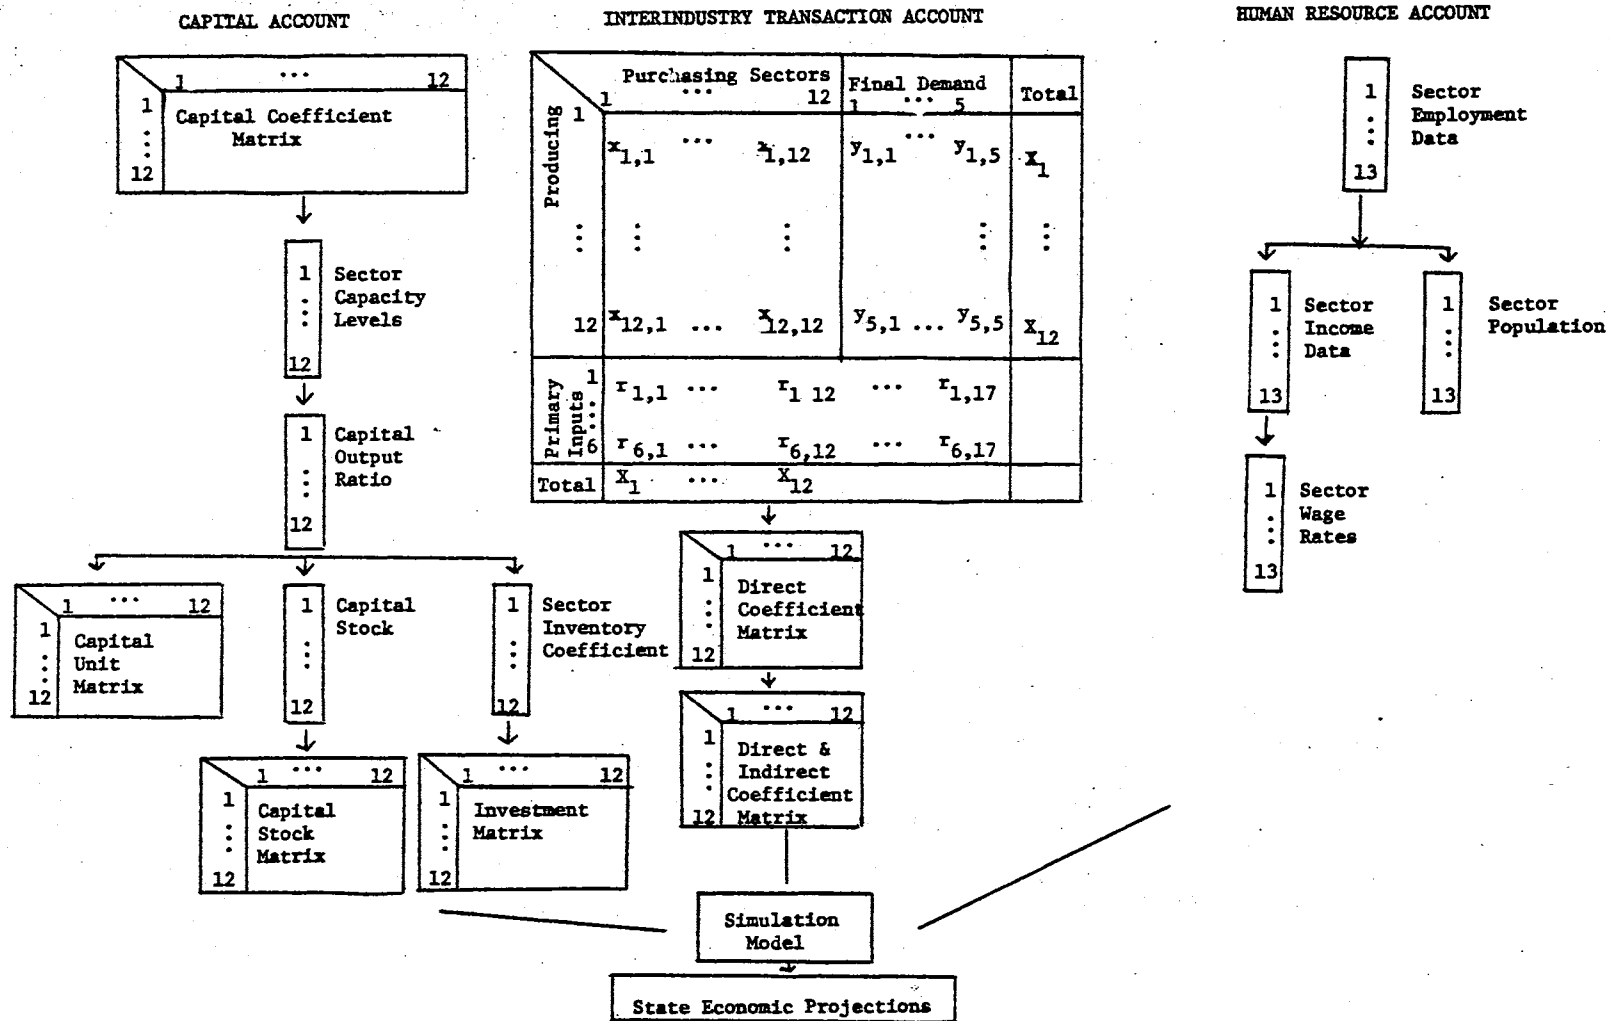 CAPITAL ACCOUNT
1 ... 12
1
⋮
12
Capital Coefficient
Matrix
1
⋮
12
Sector
Capacity
Levels
1
⋮
12
Capital
Output
Ratio
1 ... 12
1
⋮
12
Capital
Unit
Matrix
1
⋮
12
Capital
Stock
1
⋮
12
Sector
Inventory
Coefficient
1 ... 12
1
⋮
12
Capital
Stock
Matrix
1 ... 12
1
⋮
12
Investment
Matrix
INTERINDUSTRY TRANSACTION ACCOUNT
Purchasing Sectors
1 ... 12
Final Demand
1 ... 5
Total
Producing
1
⋮
12
...
x1,1 ... x1,12 y1,1 y1,5 X1
⋮ ⋮ ⋮ ⋮
x12,1 ... x12,12 y5,1 ... y5,5 X12
Primary
Inputs
1
⋮
6
r1,1 ... r1 12 ... r1,17
r6,1 ... r6,12 ... r6,17
Total X1 ... X12
1 ... 12
1
⋮
12
Direct
Coefficient
Matrix
1 ... 12
1
⋮
12
Direct &
Indirect
Coefficient
Matrix
HUMAN RESOURCE ACCOUNT
1
⋮
13
Sector
Employment
Data
1
⋮
13
Sector
Income
Data
1
⋮
13
Sector
Population
1
⋮
13
Sector
Wage
Rates
Simulation
Model
State Economic Projections